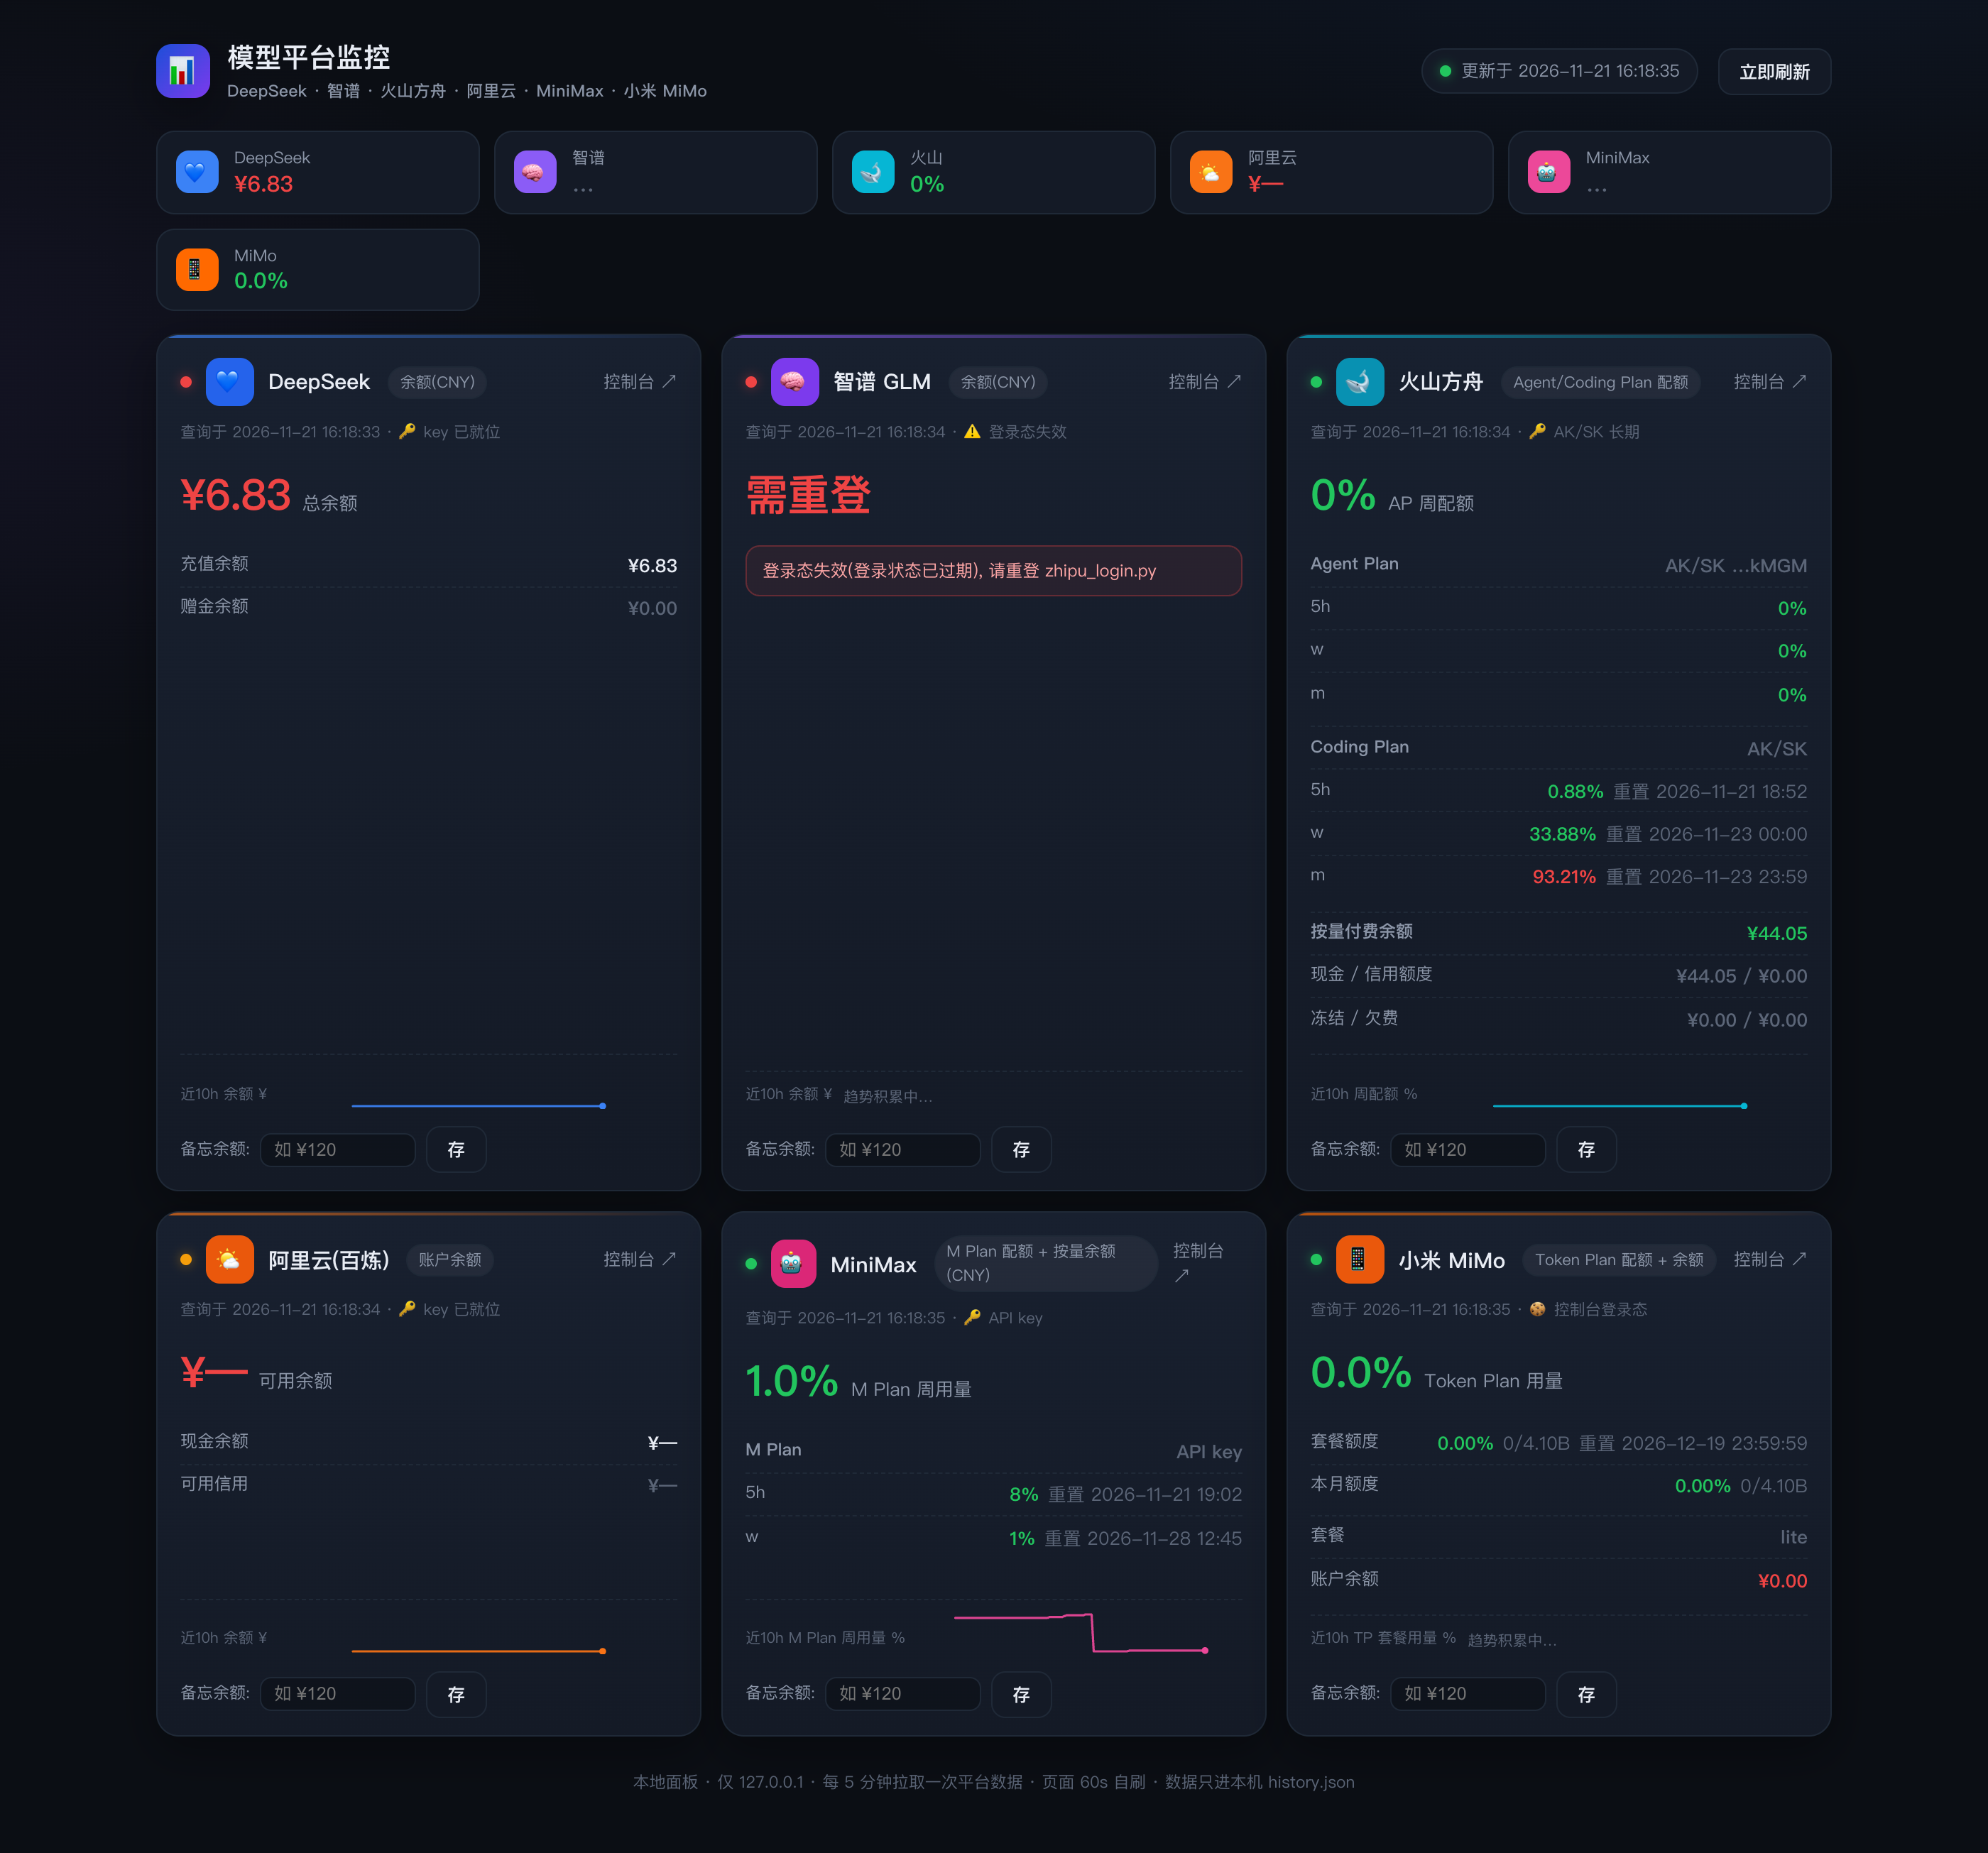 模型平台监控
DeepSeek · 智谱 · 火山方舟 · 阿里云 · MiniMax · 小米 MiMo
更新于 2026-11-21 16:18:35
立即刷新
DeepSeek
¥6.83
智谱
...
火山
0%
阿里云
¥—
MiniMax
...
MiMo
0.0%
DeepSeek 余额(CNY) 控制台 ↗
查询于 2026-11-21 16:18:33 · 🔑 key 已就位
¥6.83 总余额
充值余额 ¥6.83
赠金余额 ¥0.00
近10h 余额 ¥
备忘余额: 如 ¥120 存
智谱 GLM 余额(CNY) 控制台 ↗
查询于 2026-11-21 16:18:34 · ⚠️ 登录态失效
需重登
登录态失效(登录状态已过期), 请重登 zhipu_login.py
近10h 余额 ¥ 趋势积累中…
备忘余额: 如 ¥120 存
火山方舟 Agent/Coding Plan 配额 控制台 ↗
查询于 2026-11-21 16:18:34 · 🔑 AK/SK 长期
0% AP 周配额
Agent Plan AK/SK …kMGM
5h 0%
w 0%
m 0%
Coding Plan AK/SK
5h 0.88% 重置 2026-11-21 18:52
w 33.88% 重置 2026-11-23 00:00
m 93.21% 重置 2026-11-23 23:59
按量付费余额 ¥44.05
现金 / 信用额度 ¥44.05 / ¥0.00
冻结 / 欠费 ¥0.00 / ¥0.00
近10h 周配额 %
备忘余额: 如 ¥120 存
阿里云(百炼) 账户余额 控制台 ↗
查询于 2026-11-21 16:18:34 · 🔑 key 已就位
¥— 可用余额
现金余额 ¥—
可用信用 ¥—
近10h 余额 ¥
备忘余额: 如 ¥120 存
MiniMax M Plan 配额 + 按量余额 控制台
(CNY) ↗
查询于 2026-11-21 16:18:35 · 🔑 API key
1.0% M Plan 周用量
M Plan API key
5h 8% 重置 2026-11-21 19:02
w 1% 重置 2026-11-28 12:45
近10h M Plan 周用量 %
备忘余额: 如 ¥120 存
小米 MiMo Token Plan 配额 + 余额 控制台 ↗
查询于 2026-11-21 16:18:35 · 🍪 控制台登录态
0.0% Token Plan 用量
套餐额度 0.00% 0/4.10B 重置 2026-12-19 23:59:59
本月额度 0.00% 0/4.10B
套餐 lite
账户余额 ¥0.00
近10h TP 套餐用量 % 趋势积累中…
备忘余额: 如 ¥120 存
本地面板 · 仅 127.0.0.1 · 每 5 分钟拉取一次平台数据 · 页面 60s 自刷 · 数据只进本机 history.json